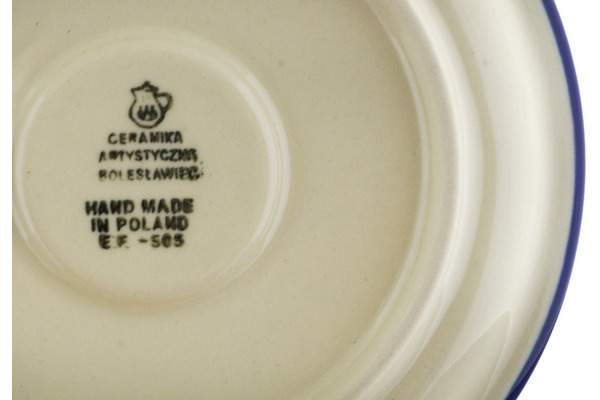 CERAMIKA
ARTYSTYCZNA
BOLESŁAWIEC
HAND MADE
IN POLAND
E.F. -565